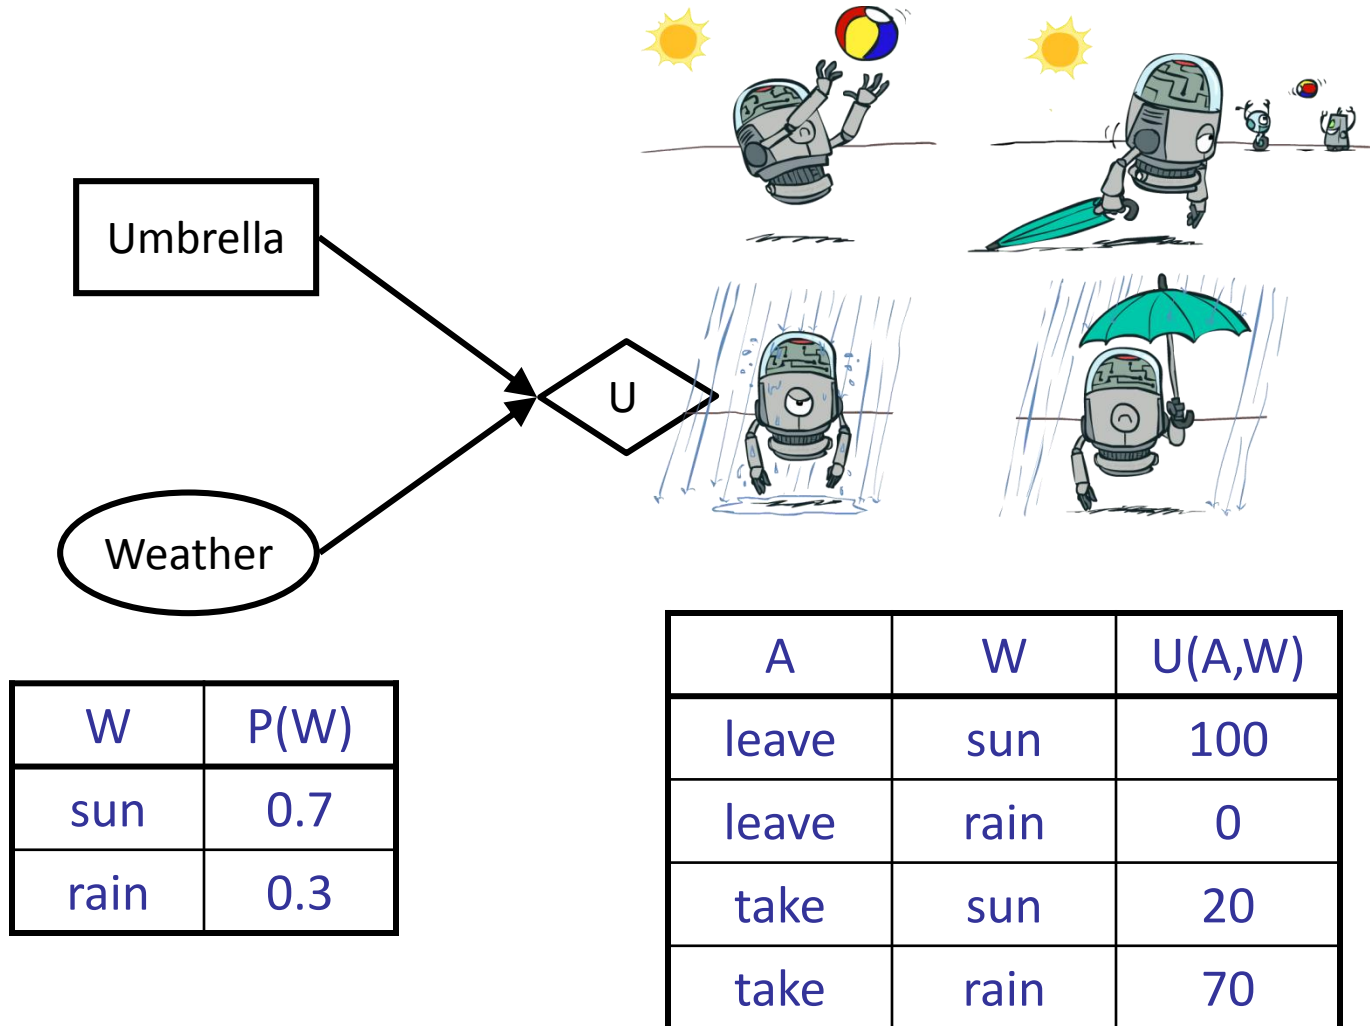 Umbrella
U
Weather
W P(W)
sun 0.7
rain 0.3
A W U(A,W)
leave sun 100
leave rain 0
take sun 20
take rain 70